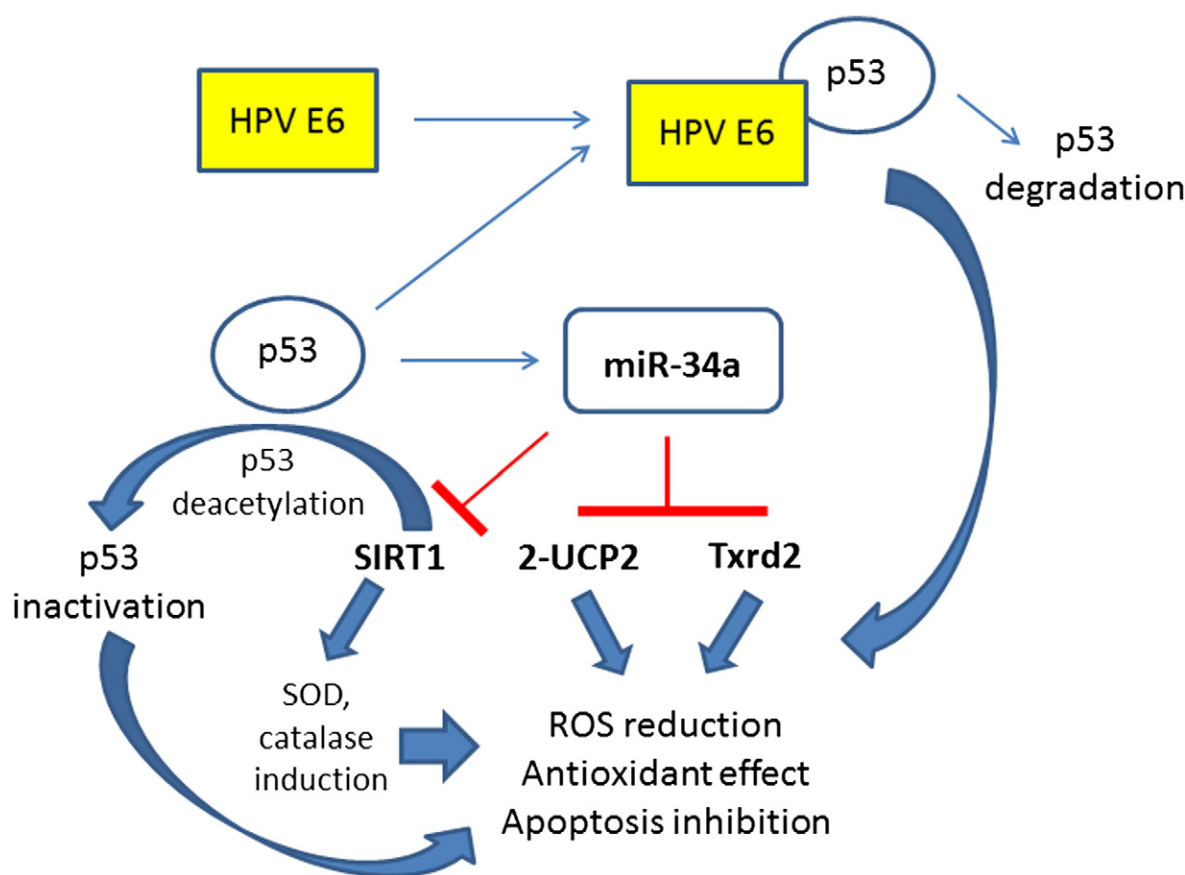 HPV E6
HPV E6
p53
p53
degradation
p53
miR-34a
p53
deacetylation
p53
inactivation
SIRT1
2-UCP2
Txrd2
SOD,
catalase
induction
ROS reduction
Antioxidant effect
Apoptosis inhibition